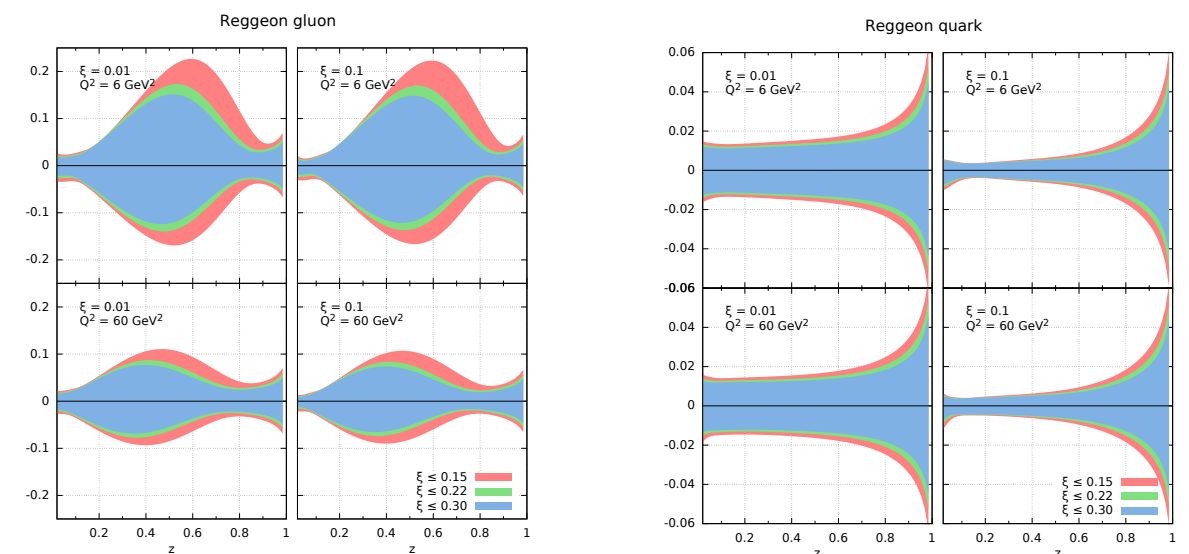 Reggeon gluon
ξ = 0.01
Q² = 6 GeV²
ξ = 0.1
Q² = 6 GeV²
0.2
0.1
0
-0.1
-0.2
ξ = 0.01
Q² = 60 GeV²
ξ = 0.1
Q² = 60 GeV²
0.2
0.1
0
-0.1
-0.2
ξ ≤ 0.15
ξ ≤ 0.22
ξ ≤ 0.30
0.2 0.4 0.6 0.8 1
0.2 0.4 0.6 0.8 1
z
z
Reggeon quark
ξ = 0.01
Q² = 6 GeV²
ξ = 0.1
Q² = 6 GeV²
0.06
0.04
0.02
0
-0.02
-0.04
-0.06
ξ = 0.01
Q² = 60 GeV²
ξ = 0.1
Q² = 60 GeV²
0.04
0.02
0
-0.02
-0.04
-0.06
ξ ≤ 0.15
ξ ≤ 0.22
ξ ≤ 0.30
0.2 0.4 0.6 0.8 1
0.2 0.4 0.6 0.8 1